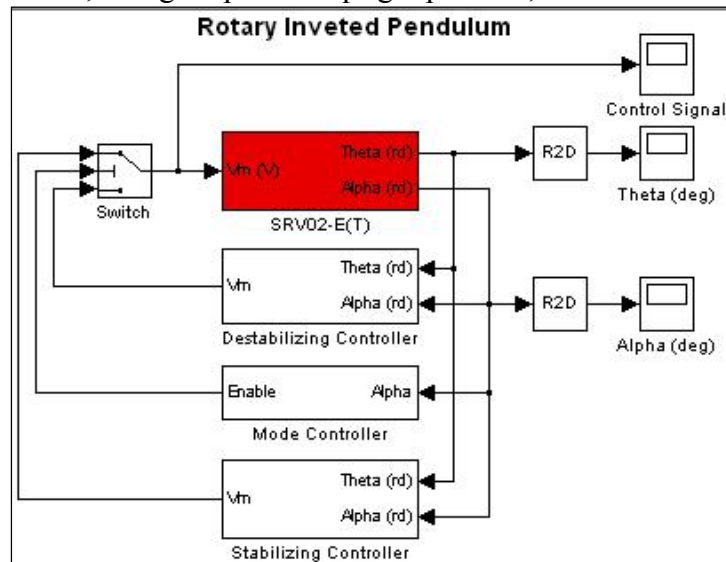 Rotary Inveted Pendulum
Control Signal
Switch
Vm (V)
Theta (rd)
Alpha (rd)
SRV02-E(T)
R2D
Theta (deg)
Vm
Theta (rd)
Alpha (rd)
Destabilizing Controller
R2D
Alpha (deg)
Enable
Alpha
Mode Controller
Vm
Theta (rd)
Alpha (rd)
Stabilizing Controller